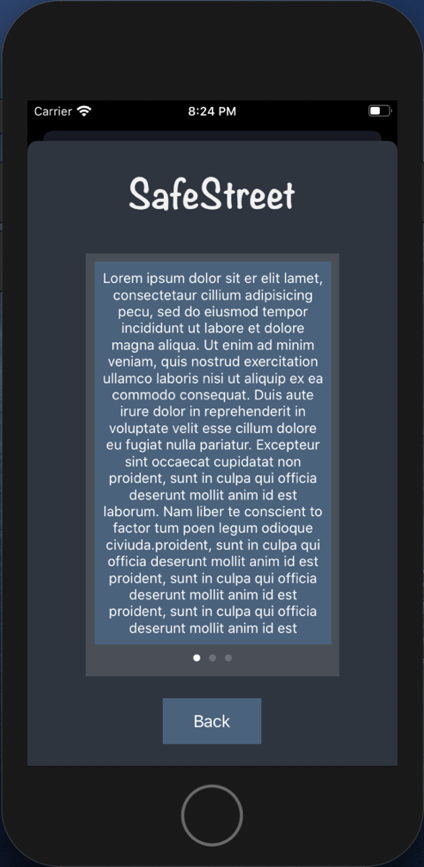 Carrier 8:24 PM
SafeStreet
Lorem ipsum dolor sit er elit lamet,
consectetaur cillium adipisicing
pecu, sed do eiusmod tempor
incididunt ut labore et dolore
magna aliqua. Ut enim ad minim
veniam, quis nostrud exercitation
ullamco laboris nisi ut aliquip ex ea
commodo consequat. Duis aute
irure dolor in reprehenderit in
voluptate velit esse cillum dolore
eu fugiat nulla pariatur. Excepteur
sint occaecat cupidatat non
proident, sunt in culpa qui officia
deserunt mollit anim id est
laborum. Nam liber te conscient to
factor tum poen legum odioque
civiuda.proident, sunt in culpa qui
officia deserunt mollit anim id est
proident, sunt in culpa qui officia
deserunt mollit anim id est
proident, sunt in culpa qui officia
deserunt mollit anim id est
Back